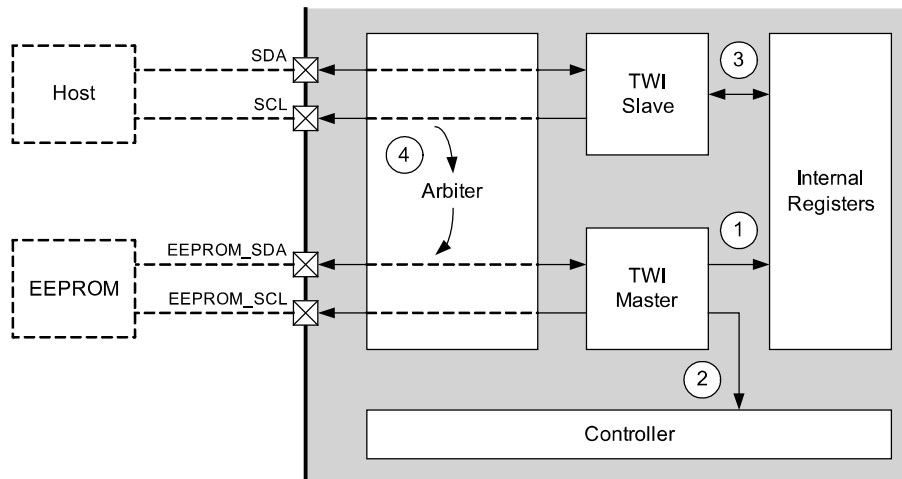 SDA
Host
SCL
4
Arbiter
TWI
Slave
3
Internal
Registers
EEPROM_SDA
EEPROM
EEPROM_SCL
TWI
Master
1
2
Controller